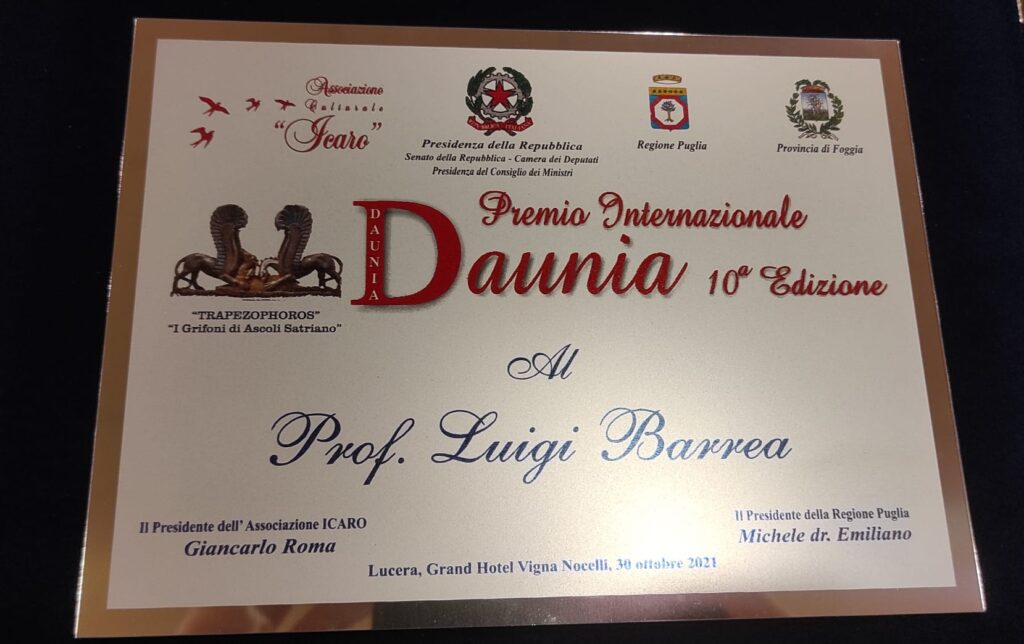 Associazione
Culturale
"Icaro"
REPVBBLICA ITALIANA
Presidenza della Repubblica
Senato della Repubblica - Camera dei Deputati
Presidenza del Consiglio dei Ministri
Regione Puglia
Provincia di Foggia
DAUNIA
Premio Internazionale
Daunia 10ª Edizione
"TRAPEZOPHOROS"
"I Grifoni di Ascoli Satriano"
Al
Prof. Luigi Barrea
Il Presidente dell' Associazione ICARO
Giancarlo Roma
Il Presidente della Regione Puglia
Michele dr. Emiliano
Lucera, Grand Hotel Vigna Nocelli, 30 ottobre 2021